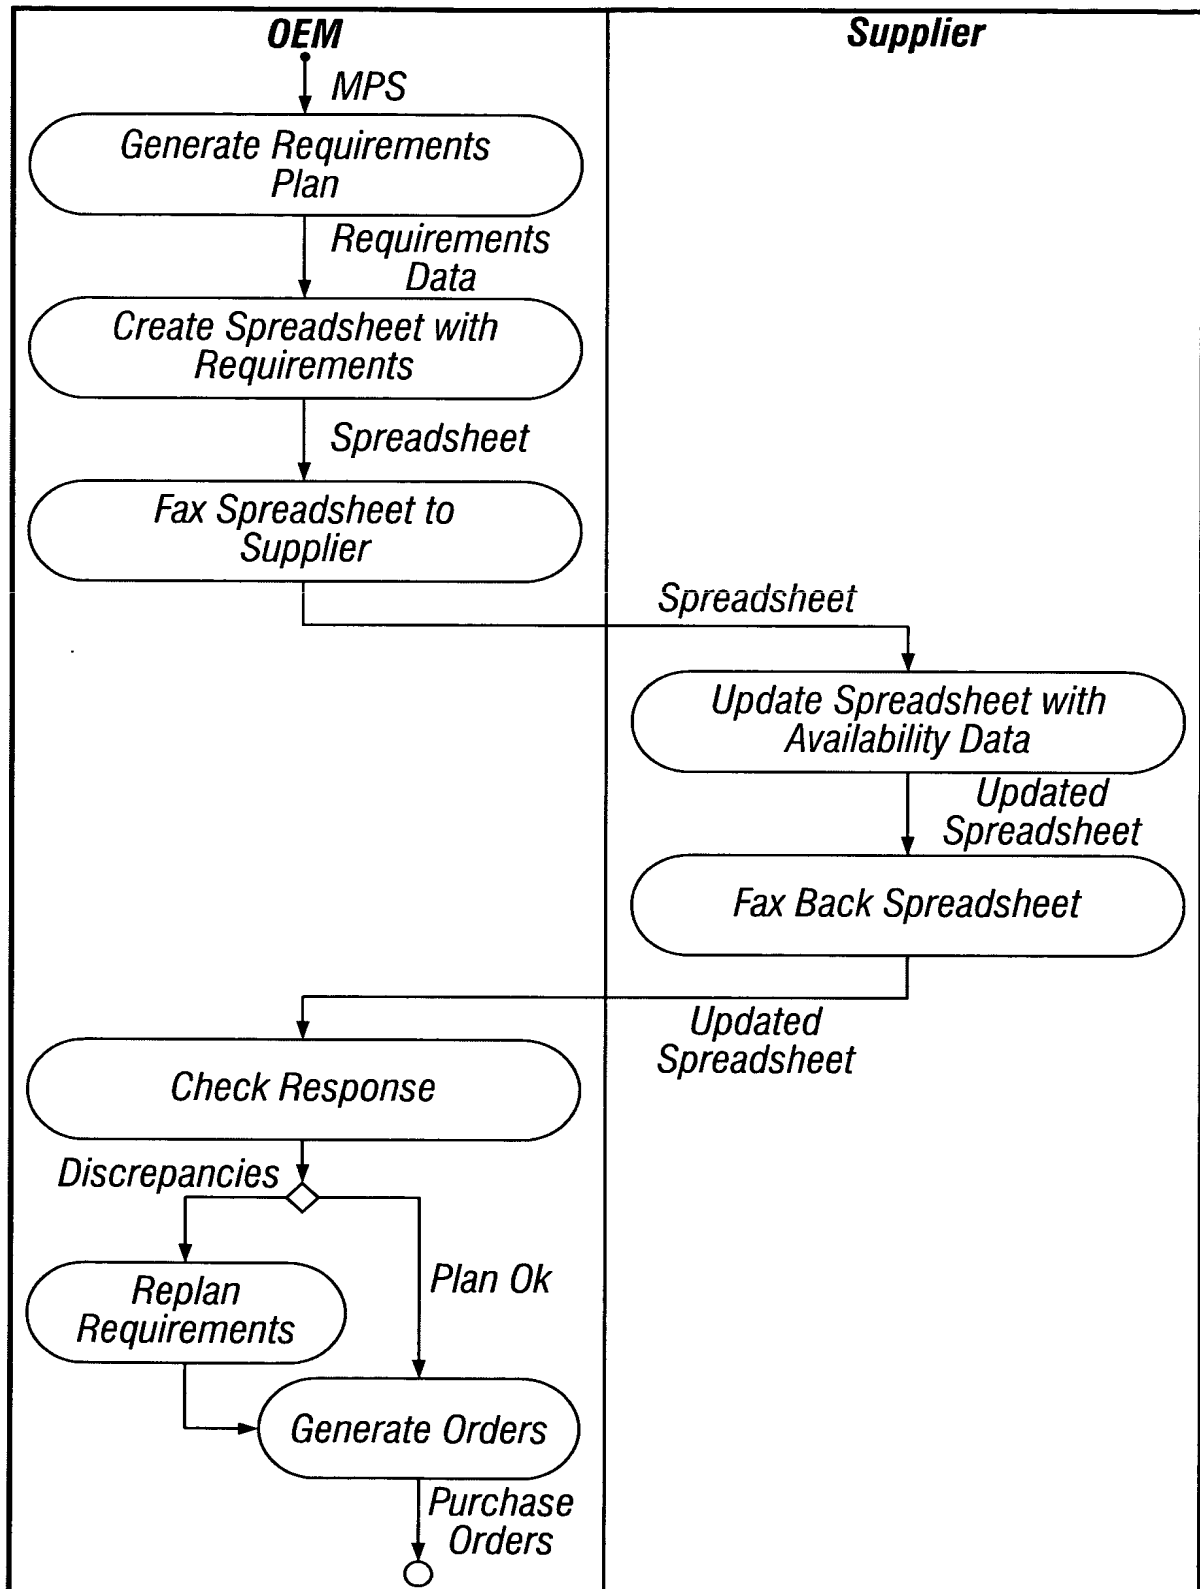 OEM
Supplier
MPS
Generate Requirements
Plan
Requirements
Data
Create Spreadsheet with
Requirements
Spreadsheet
Fax Spreadsheet to
Supplier
Spreadsheet
Update Spreadsheet with
Availability Data
Updated
Spreadsheet
Fax Back Spreadsheet
Updated
Spreadsheet
Check Response
Discrepancies
Plan Ok
Replan
Requirements
Generate Orders
Purchase
Orders